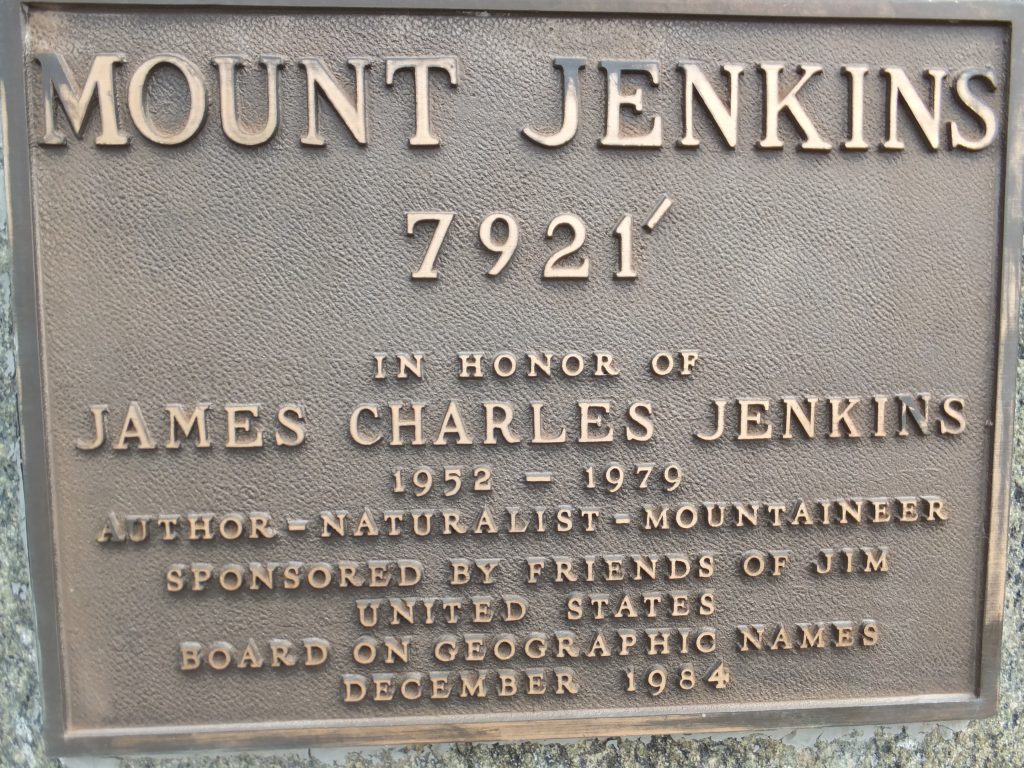 MOUNT JENKINS
7921'
IN HONOR OF
JAMES CHARLES JENKINS
1952 - 1979
AUTHOR - NATURALIST - MOUNTAINEER
SPONSORED BY FRIENDS OF JIM
UNITED STATES
BOARD ON GEOGRAPHIC NAMES
DECEMBER 1984